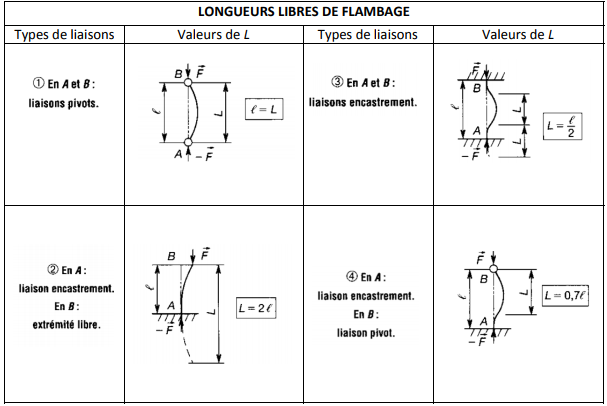 LONGUEURS LIBRES DE FLAMBAGE
Types de liaisons
Valeurs de L
Types de liaisons
Valeurs de L
① En A et B :
liaisons pivots.
B F
ℓ
L
A - F
ℓ = L
③ En A et B :
liaisons encastrement.
F
B
ℓ
L
A
L
- F
L = ℓ/2
② En A :
liaison encastrement.
En B :
extrémité libre.
B F
ℓ
A
L
- F
L = 2ℓ
④ En A :
liaison encastrement.
En B :
liaison pivot.
F
B
ℓ
L
A
- F
L = 0,7ℓ